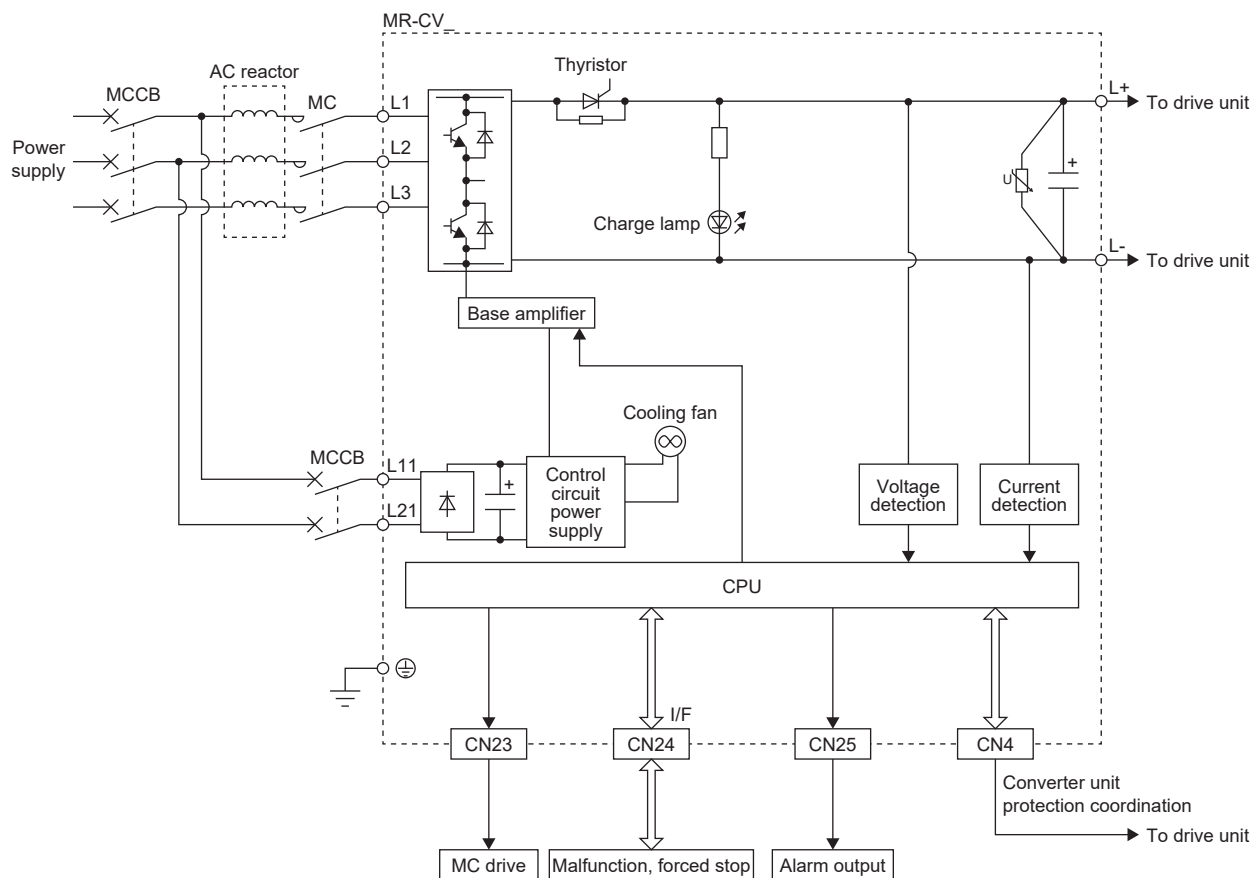 MR-CV_
AC reactor
Thyristor
MCCB
MC
L1
L+
To drive unit
Power
supply
L2
L3
+
U
Charge lamp
L-
To drive unit
Base amplifier
Cooling fan
MCCB
L11
+
Control
circuit
power
supply
Voltage
detection
Current
detection
L21
CPU
I/F
CN23
CN24
CN25
CN4
Converter unit
protection coordination
To drive unit
MC drive
Malfunction, forced stop
Alarm output